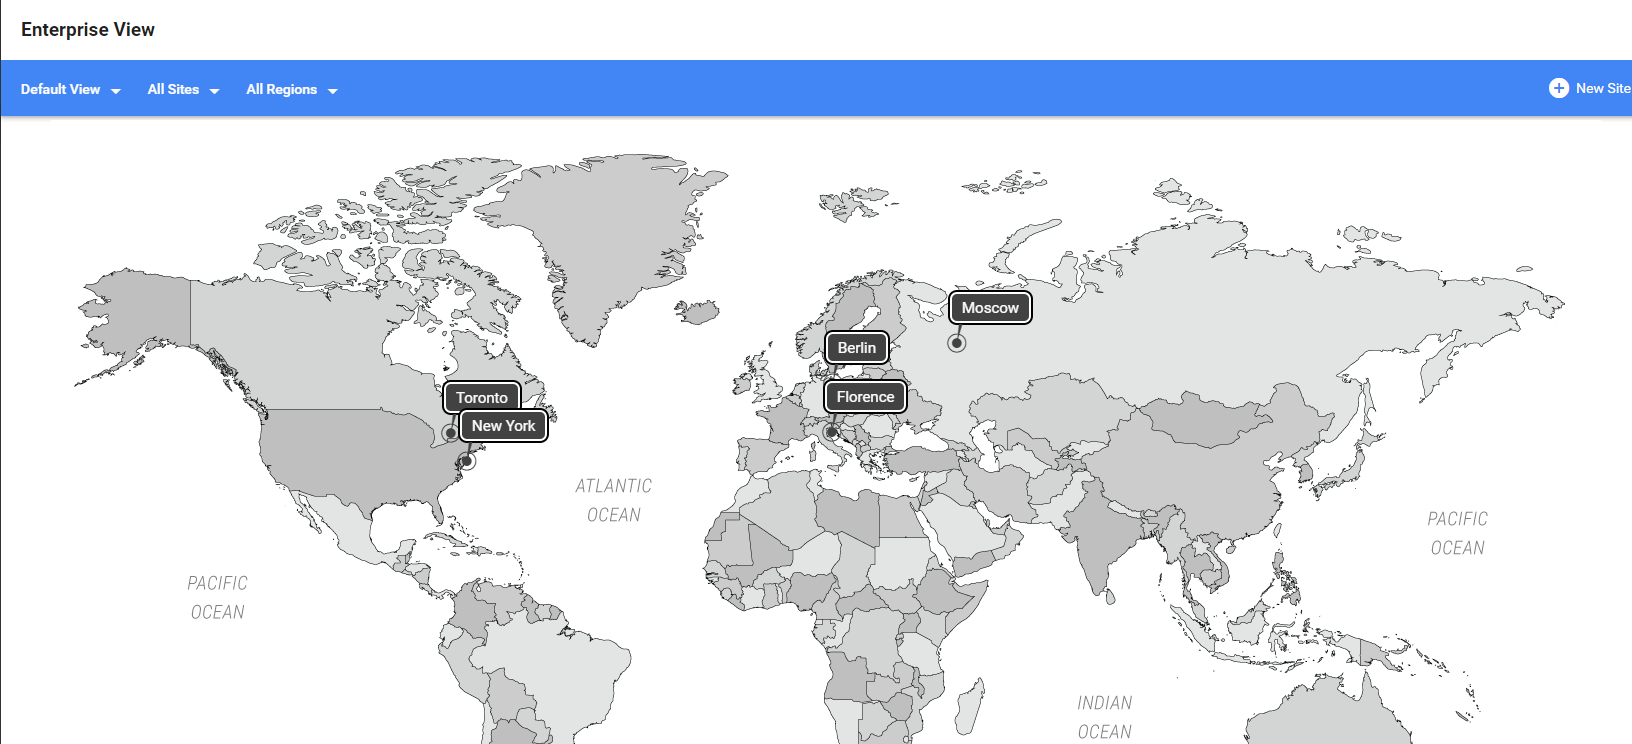 Enterprise View
Default View
All Sites
All Regions
New Site
Moscow
Berlin
Florence
Toronto
New York
ATLANTIC
OCEAN
PACIFIC
OCEAN
PACIFIC
OCEAN
INDIAN
OCEAN